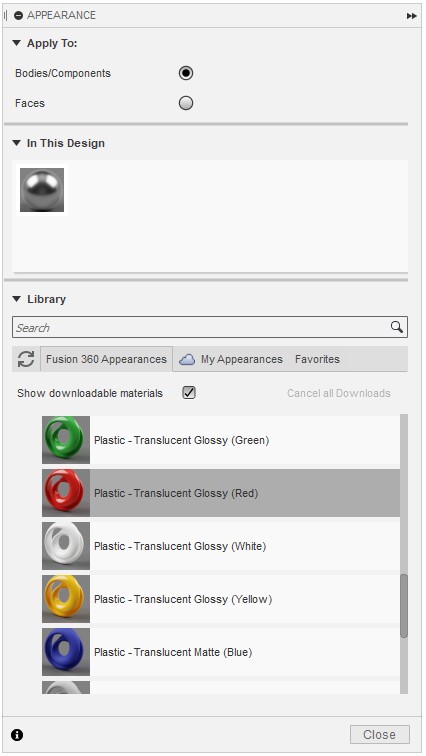 APPEARANCE
Apply To:
Bodies/Components
Faces
In This Design
Library
Search
Fusion 360 Appearances My Appearances Favorites
Show downloadable materials Cancel all Downloads
Plastic - Translucent Glossy (Green)
Plastic - Translucent Glossy (Red)
Plastic - Translucent Glossy (White)
Plastic - Translucent Glossy (Yellow)
Plastic - Translucent Matte (Blue)
Close